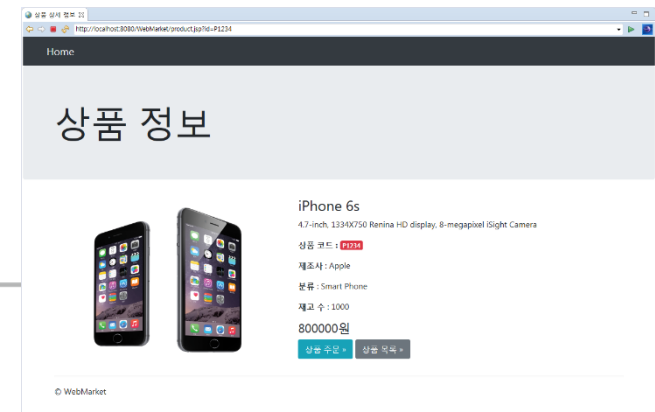 상품 상세 정보
http://localhost:8080/WebMarket/product.jsp?id=P1234
Home
상품 정보
iPhone 6s
4.7-inch, 1334X750 Renina HD display, 8-megapixel iSight Camera
상품 코드 : P1234
제조사 : Apple
분류 : Smart Phone
재고 수 : 1000
800000원
상품 주문 » 상품 목록 »
© WebMarket